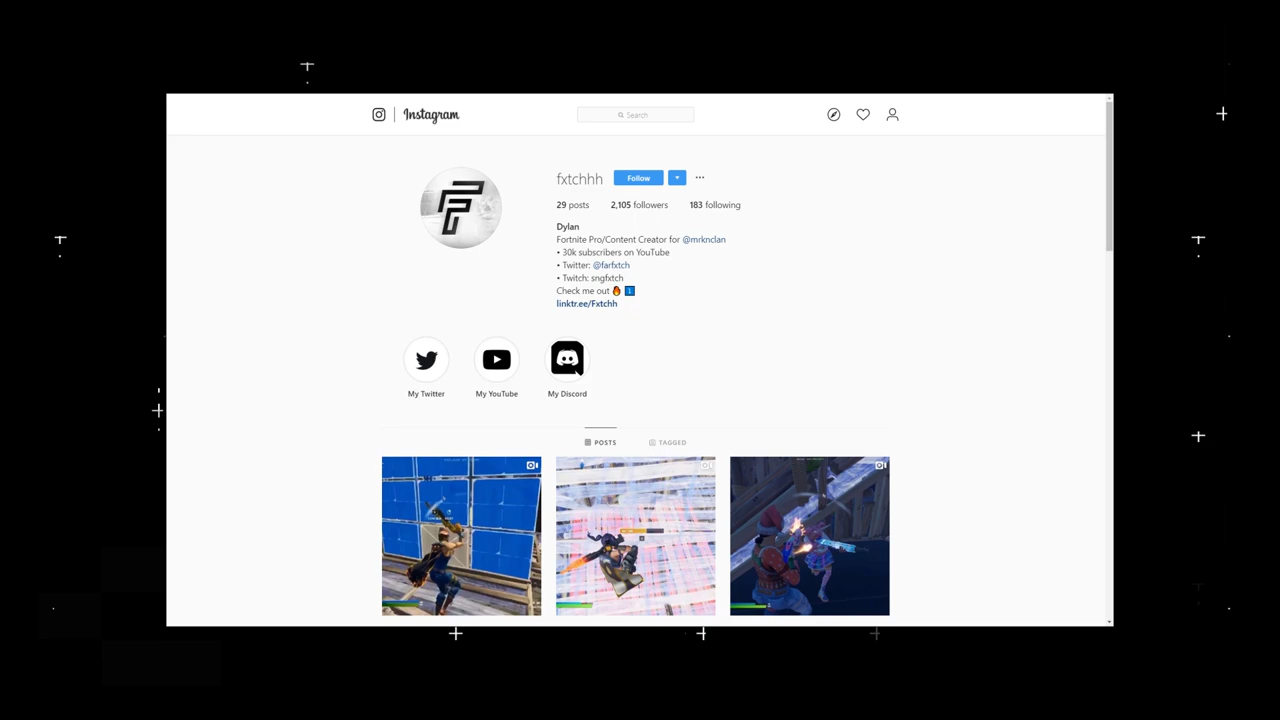 Instagram
Search
fxtchhh Follow
29 posts 2,105 followers 183 following
Dylan
Fortnite Pro/Content Creator for @mrknclan
• 30k subscribers on YouTube
• Twitter: @farfxtch
• Twitch: sngfxtch
Check me out 🔥
linktr.ee/Fxtchh
My Twitter My YouTube My Discord
POSTS TAGGED